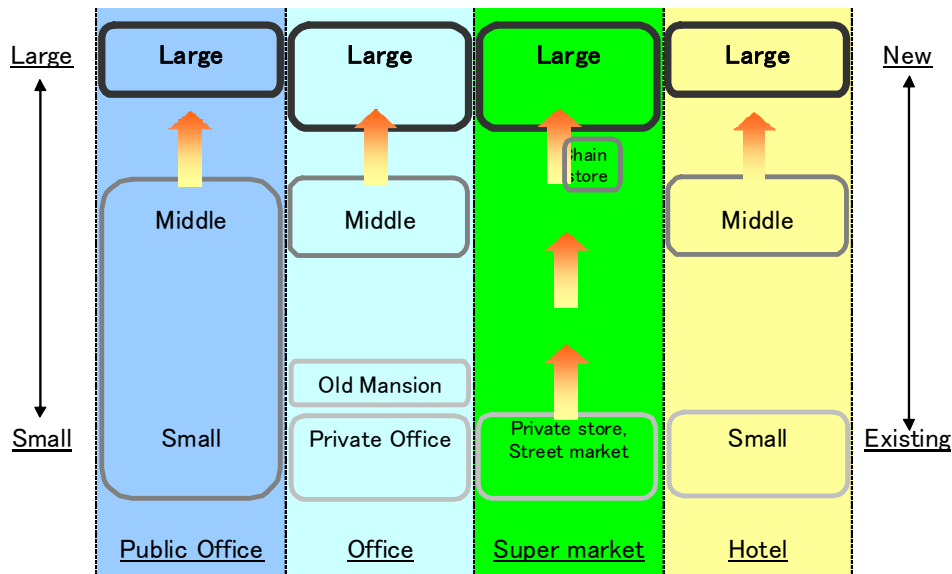 Large
Large
Large
Large
Large
New
Chain
store
Middle
Middle
Middle
Old Mansion
Small
Small
Private Office
Private store,
Street market
Small
Existing
Public Office
Office
Super market
Hotel